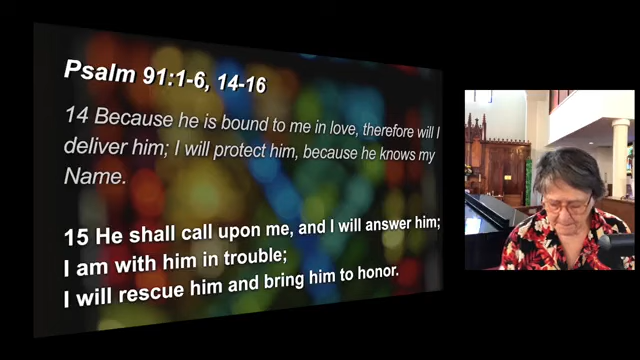 Psalm 91:1-6, 14-16
14 Because he is bound to me in love, therefore will I
deliver him; I will protect him, because he knows my
Name.
15 He shall call upon me, and I will answer him;
I am with him in trouble;
I will rescue him and bring him to honor.